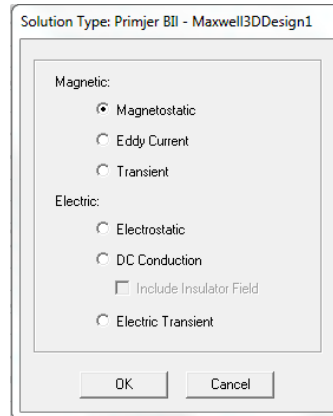 Solution Type: Primjer BII - Maxwell3DDesign1
Magnetic:
Magnetostatic
Eddy Current
Transient
Electric:
Electrostatic
DC Conduction
Include Insulator Field
Electric Transient
OK Cancel